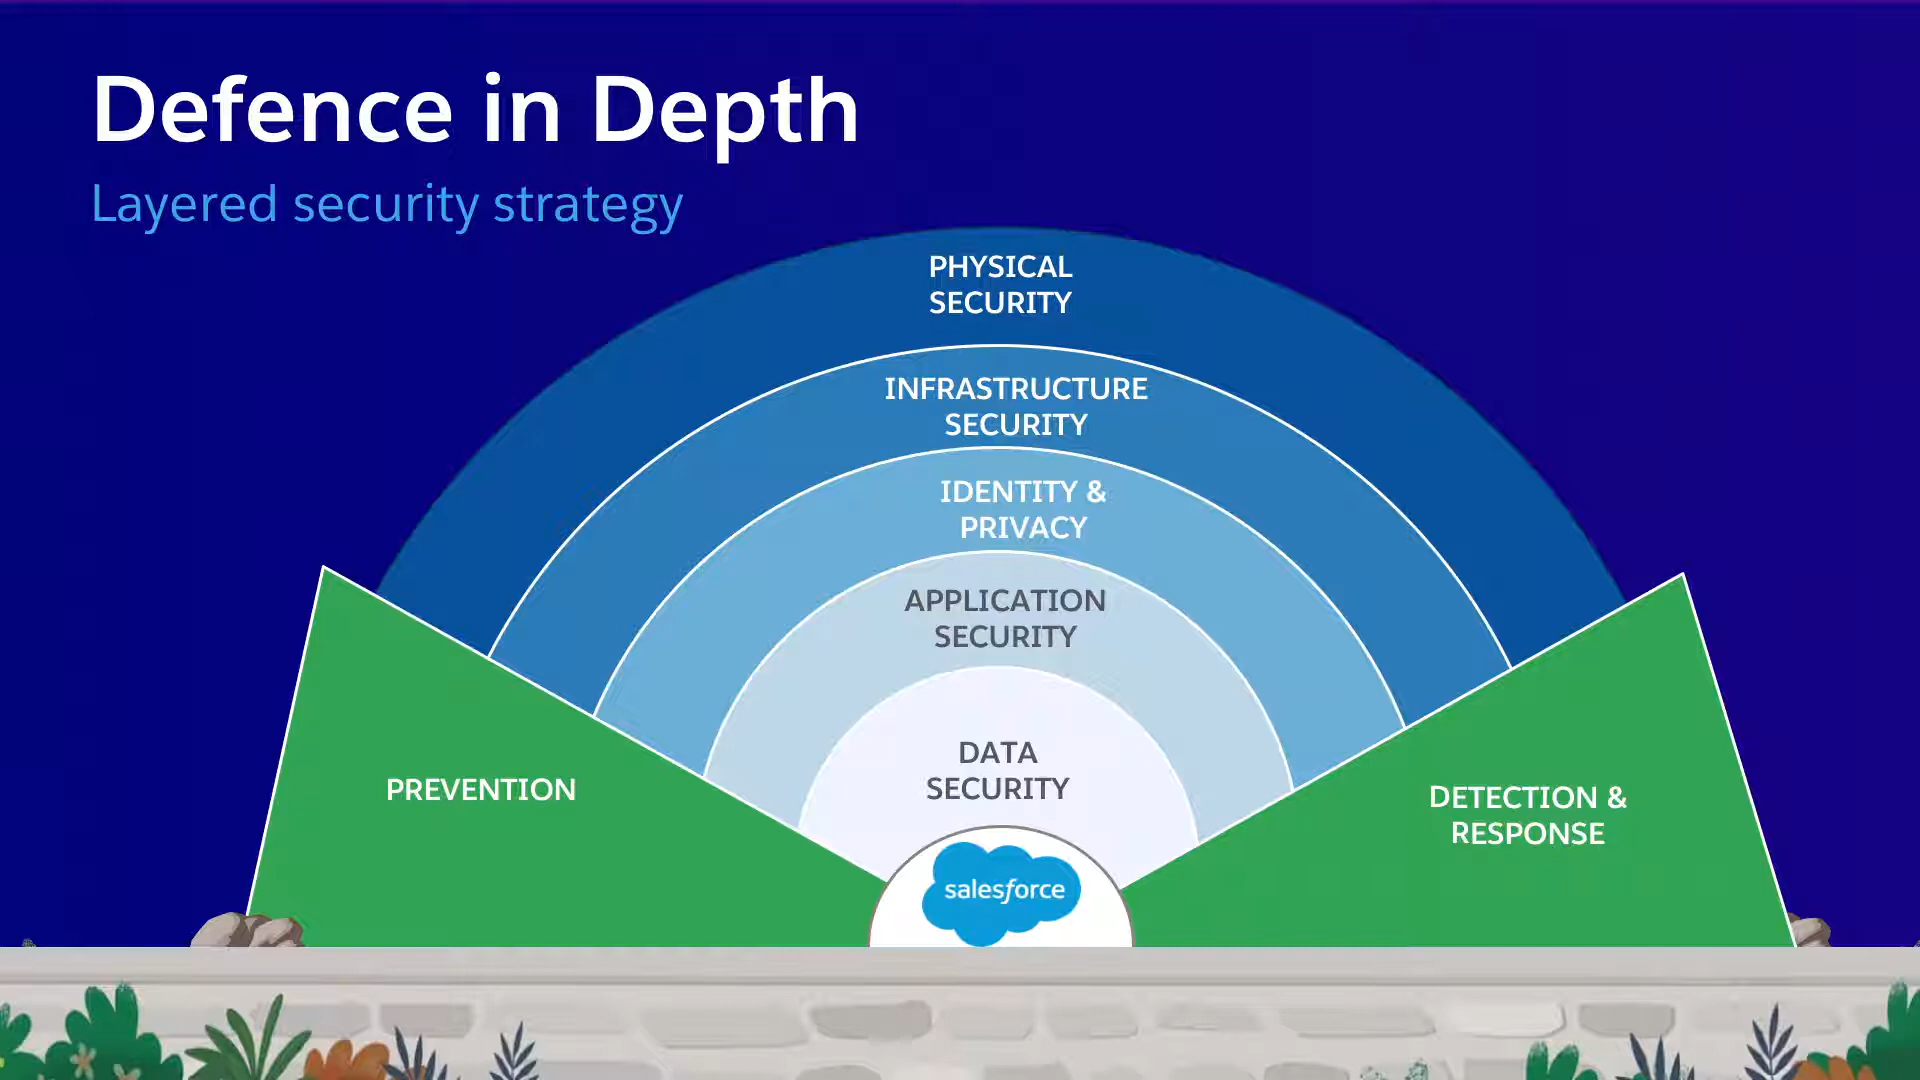 Defence in Depth
Layered security strategy
PHYSICAL
SECURITY
INFRASTRUCTURE
SECURITY
IDENTITY &
PRIVACY
APPLICATION
SECURITY
DATA
SECURITY
PREVENTION
DETECTION &
RESPONSE
salesforce